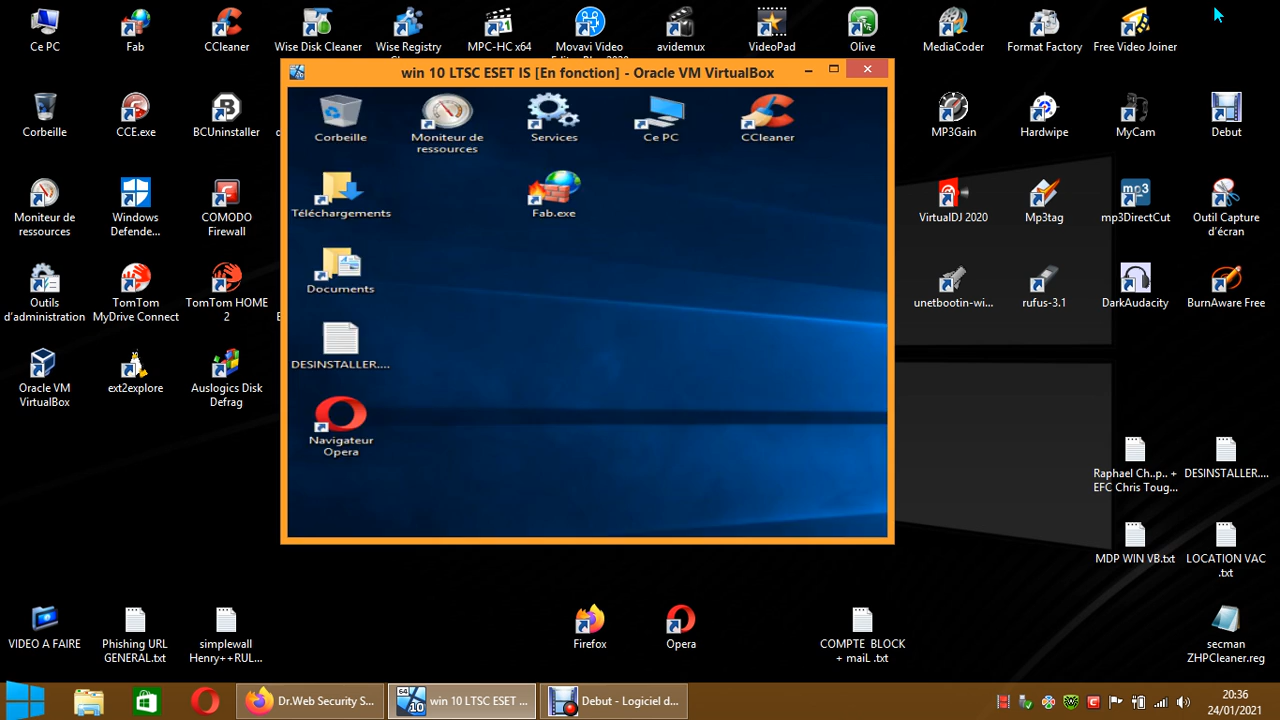 Ce PC
Fab
CCleaner
Wise Disk Cleaner
Wise Registry
MPC-HC x64
Movavi Video
avidemux
VideoPad
Olive
MediaCoder
Format Factory
Free Video Joiner
win 10 LTSC ESET IS [En fonction] - Oracle VM VirtualBox
Corbeille
Moniteur de
ressources
Services
Ce PC
CCleaner
Téléchargements
Fab.exe
Documents
DESINSTALLER....
Navigateur
Opera
Corbeille
CCE.exe
BCUninstaller
MP3Gain
Hardwipe
MyCam
Debut
Moniteur de
ressources
Windows
Defende...
COMODO
Firewall
VirtualDJ 2020
Mp3tag
mp3
mp3DirectCut
Outil Capture
d'écran
Outils
d'administration
TomTom
MyDrive Connect
TomTom HOME
2
unetbootin-wi...
rufus-3.1
DarkAudacity
BurnAware Free
Oracle VM
VirtualBox
ext2explore
Auslogics Disk
Defrag
Raphael Ch..p.. +
EFC Chris Toug...
DESINSTALLER....
MDP WIN VB.txt
LOCATION VAC
.txt
VIDEO A FAIRE
Phishing URL
GENERAL.txt
simplewall
Henry++RUL...
Firefox
Opera
COMPTE BLOCK
+ maiL .txt
secman
ZHPCleaner.reg
Dr.Web Security S...
64
10
win 10 LTSC ESET ...
Debut - Logiciel d...
20:36
24/01/2021